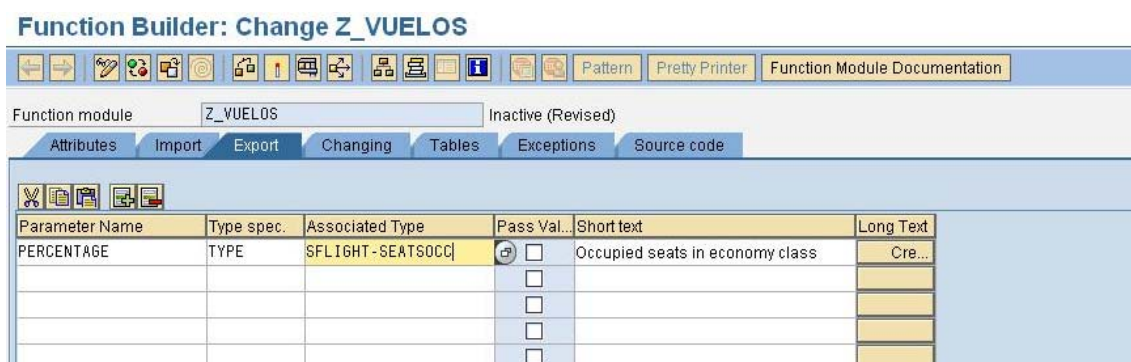 Function Builder: Change Z_VUELOS
Pattern Pretty Printer Function Module Documentation
Function module Z_VUELOS Inactive (Revised)
Attributes Import Export Changing Tables Exceptions Source code
Parameter Name Type spec. Associated Type Pass Val... Short text Long Text
PERCENTAGE TYPE SFLIGHT-SEATSOCC Occupied seats in economy class Cre...